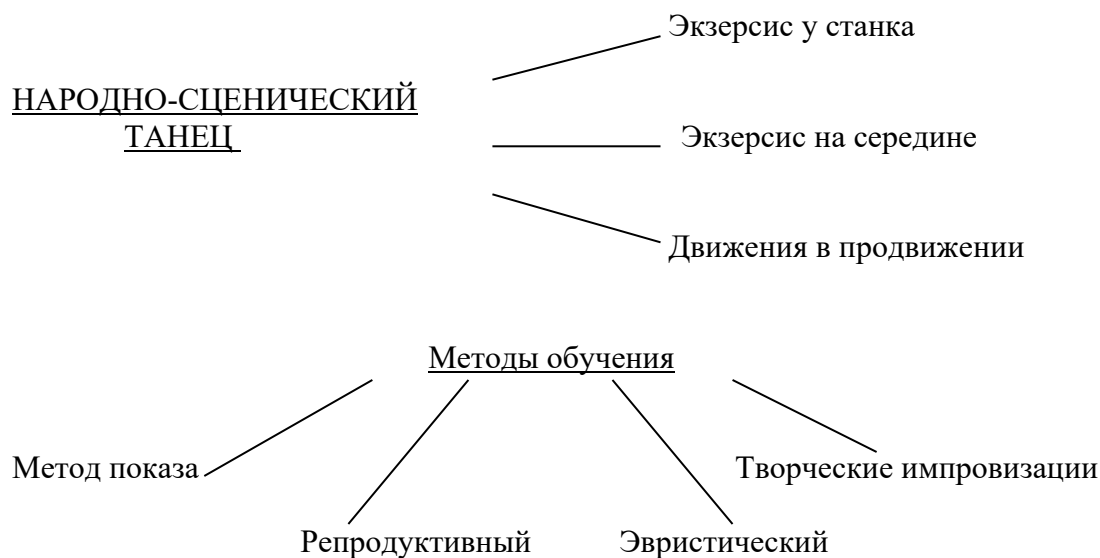 Экзерсис у станка
НАРОДНО-СЦЕНИЧЕСКИЙ
ТАНЕЦ
Экзерсис на середине
Движения в продвижении
Методы обучения
Метод показа
Творческие импровизации
Репродуктивный
Эвристический